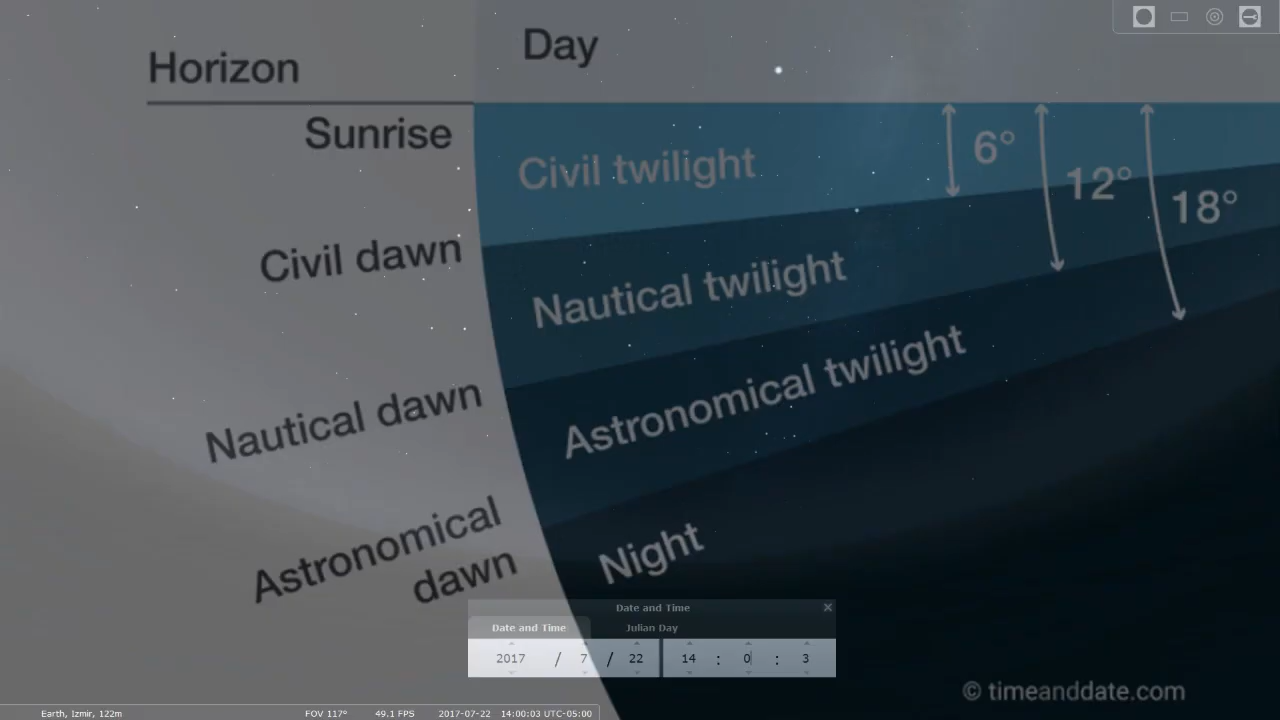 Day
Horizon
Sunrise
Civil twilight
6°
12°
18°
Civil dawn
Nautical twilight
Nautical dawn
Astronomical twilight
Astronomical
dawn
Night
Date and Time
Date and Time Julian Day
2017 / 7 / 22 14 : 0 : 3
© timeanddate.com
Earth, Izmir, 122m FOV 117° 49.1 FPS 2017-07-22 14:00:03 UTC-05:00